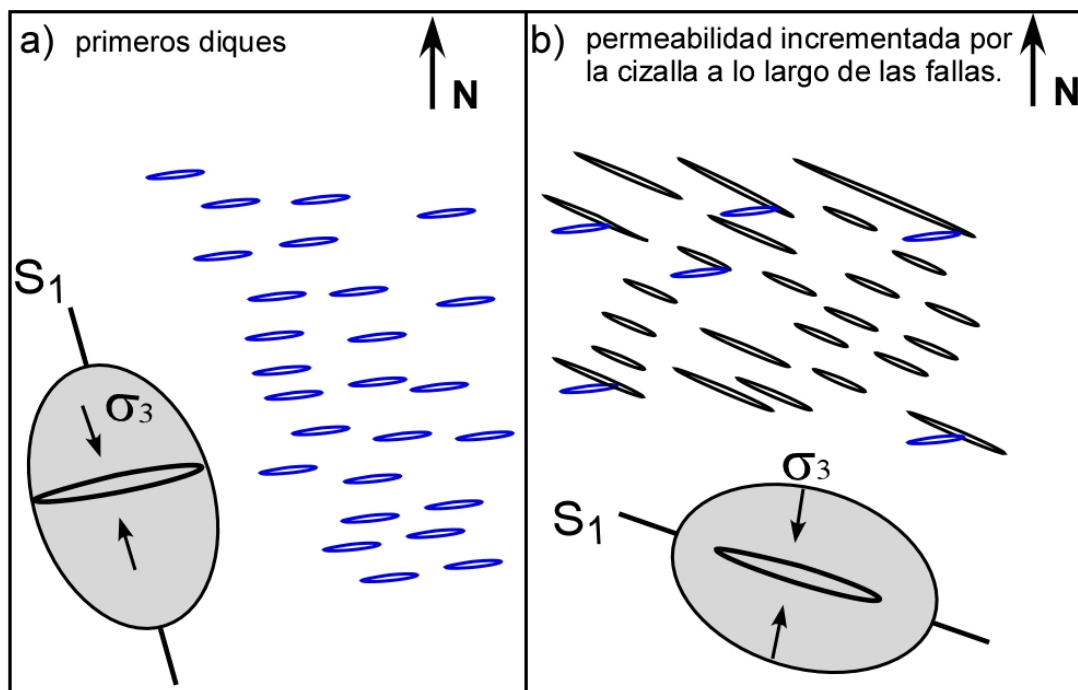 a) primeros diques
N
S1
σ3
b) permeabilidad incrementada por
la cizalla a lo largo de las fallas.
N
σ3
S1